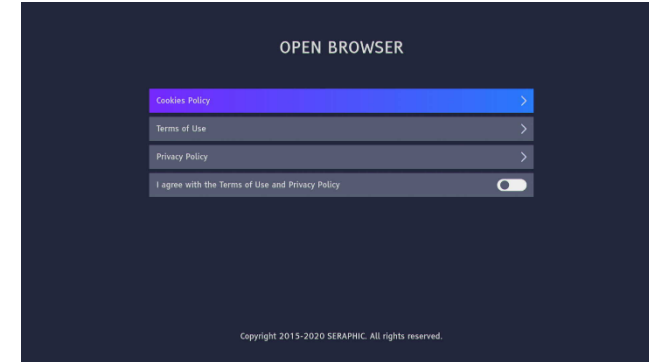 OPEN BROWSER
Cookies Policy
Terms of Use
Privacy Policy
I agree with the Terms of Use and Privacy Policy
Copyright 2015-2020 SERAPHIC. All rights reserved.